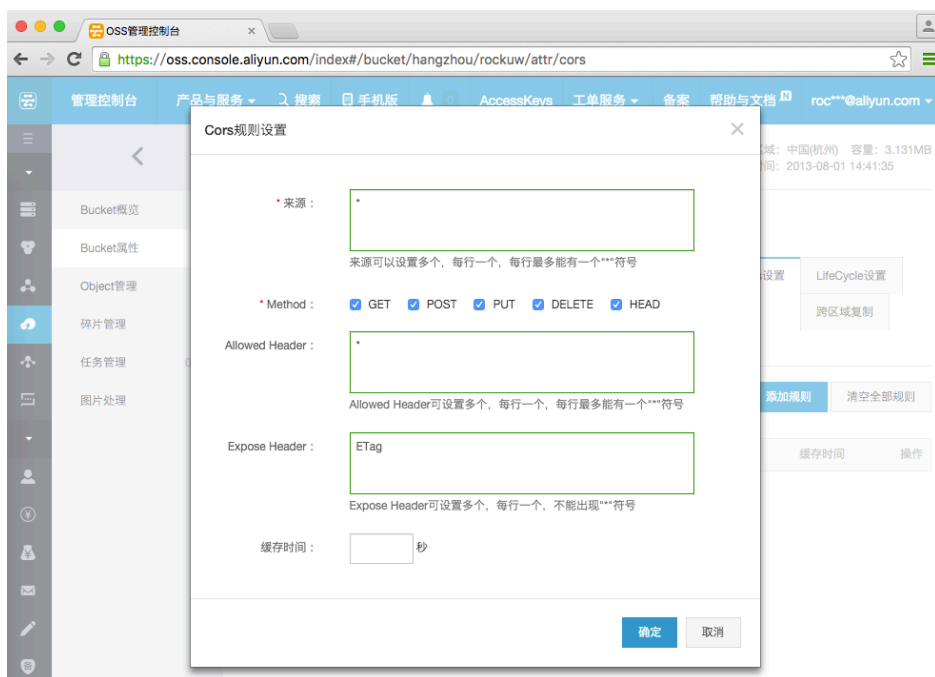 OSS管理控制台
https://oss.console.aliyun.com/index#/bucket/hangzhou/rockuw/attr/cors
管理控制台 产品与服务 搜索 手机版 0 AccessKeys 工单服务 备案 帮助与文档 N roc***@aliyun.com
Cors规则设置
区域：中国(杭州) 容量：3.131MB
时间：2013-08-01 14:41:35
Bucket概览
Bucket属性
Object管理
碎片管理
任务管理 0
图片处理
* 来源：
*
来源可以设置多个，每行一个，每行最多能有一个"*"符号
* Method： GET POST PUT DELETE HEAD
Allowed Header：
*
Allowed Header可设置多个，每行一个，每行最多能有一个"*"符号
Expose Header：
ETag
Expose Header可设置多个，每行一个，不能出现"*"符号
缓存时间： 秒
确定 取消
s设置 LifeCycle设置
跨区域复制
添加规则 清空全部规则
缓存时间 操作